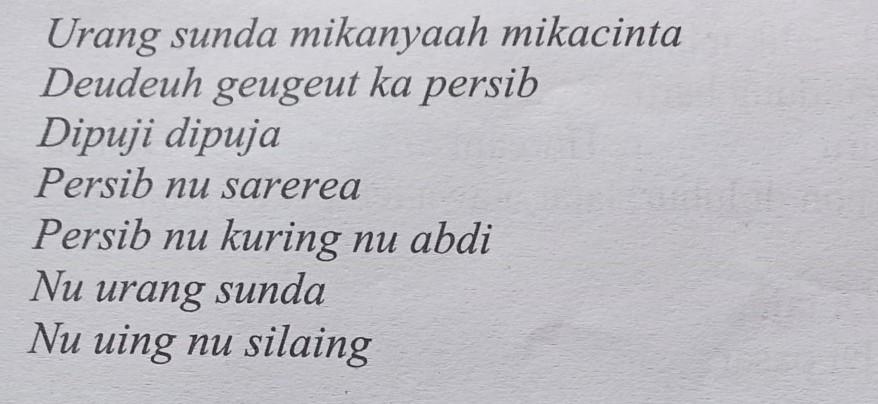 Urang sunda mikanyaah mikacinta
Deudeuh geugeut ka persib
Dipuji dipuja
Persib nu sarerea
Persib nu kuring nu abdi
Nu urang sunda
Nu uing nu silaing